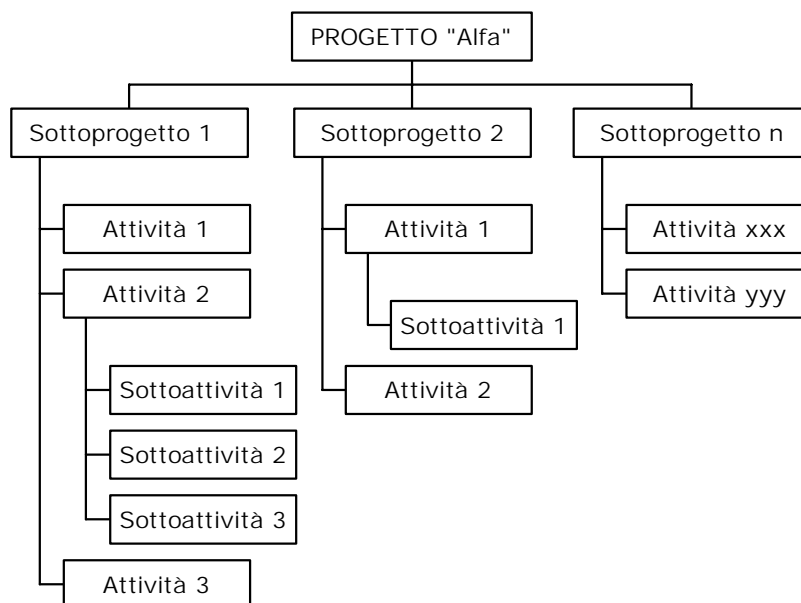 PROGETTO "Alfa"
Sottoprogetto 1
Sottoprogetto 2
Sottoprogetto n
Attività 1
Attività 2
Sottoattività 1
Sottoattività 2
Sottoattività 3
Attività 3
Attività 1
Sottoattività 1
Attività 2
Attività xxx
Attività yyy